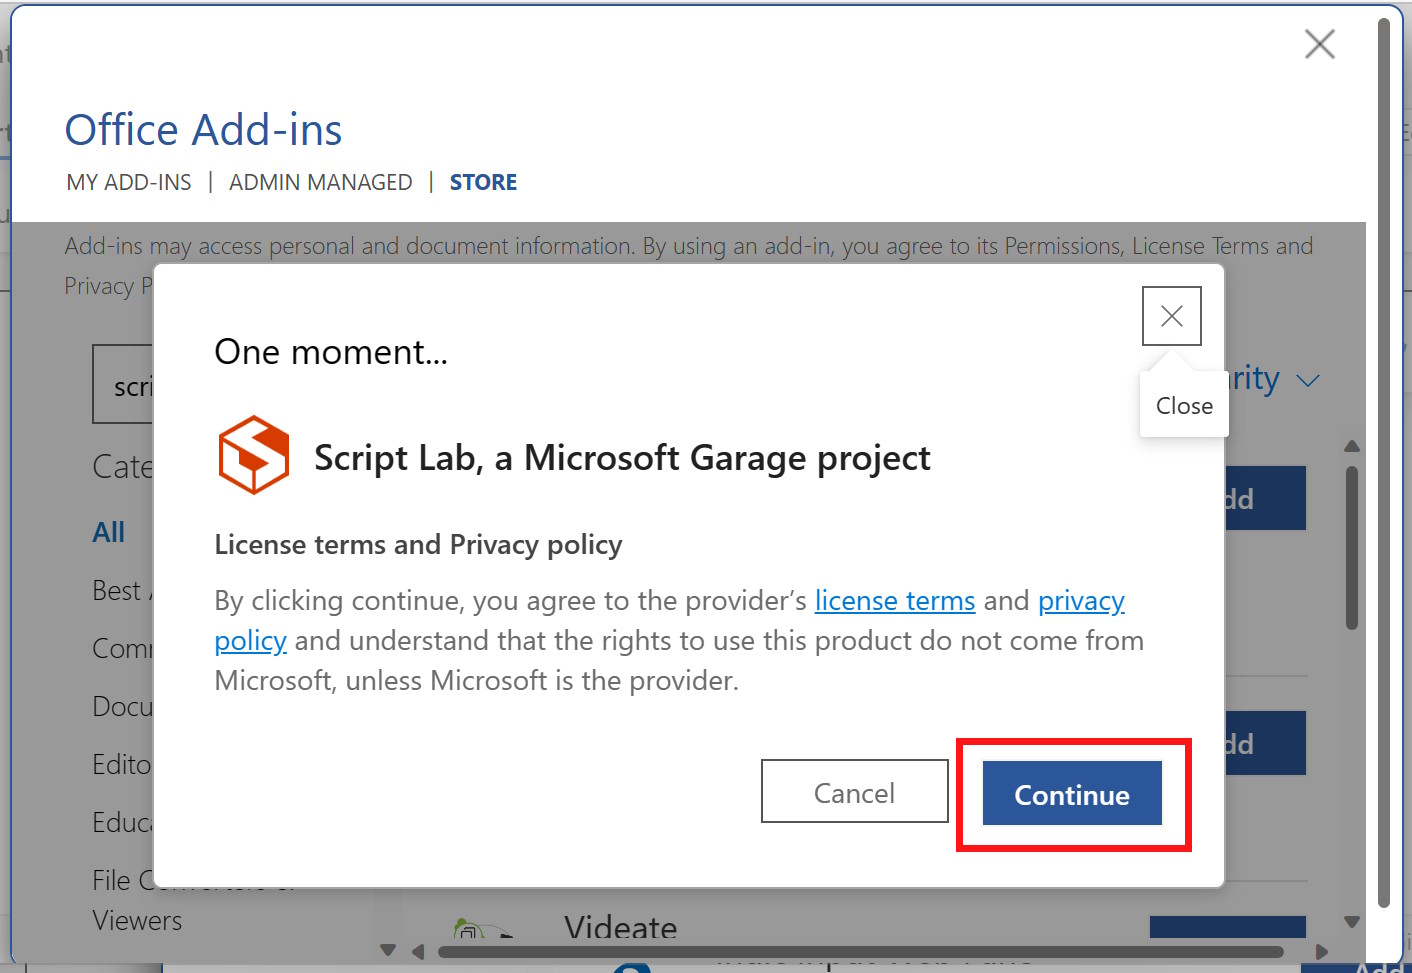 Office Add-ins
MY ADD-INS | ADMIN MANAGED | STORE
Add-ins may access personal and document information. By using an add-in, you agree to its Permissions, License Terms and
Privacy P
One moment...
Close
scri
rity
Script Lab, a Microsoft Garage project
Cate
dd
All
License terms and Privacy policy
Best
By clicking continue, you agree to the provider's license terms and privacy
policy and understand that the rights to use this product do not come from
Microsoft, unless Microsoft is the provider.
Com
Docu
dd
Edito
Cancel
Continue
Educa
File
Viewers
Videate
Add